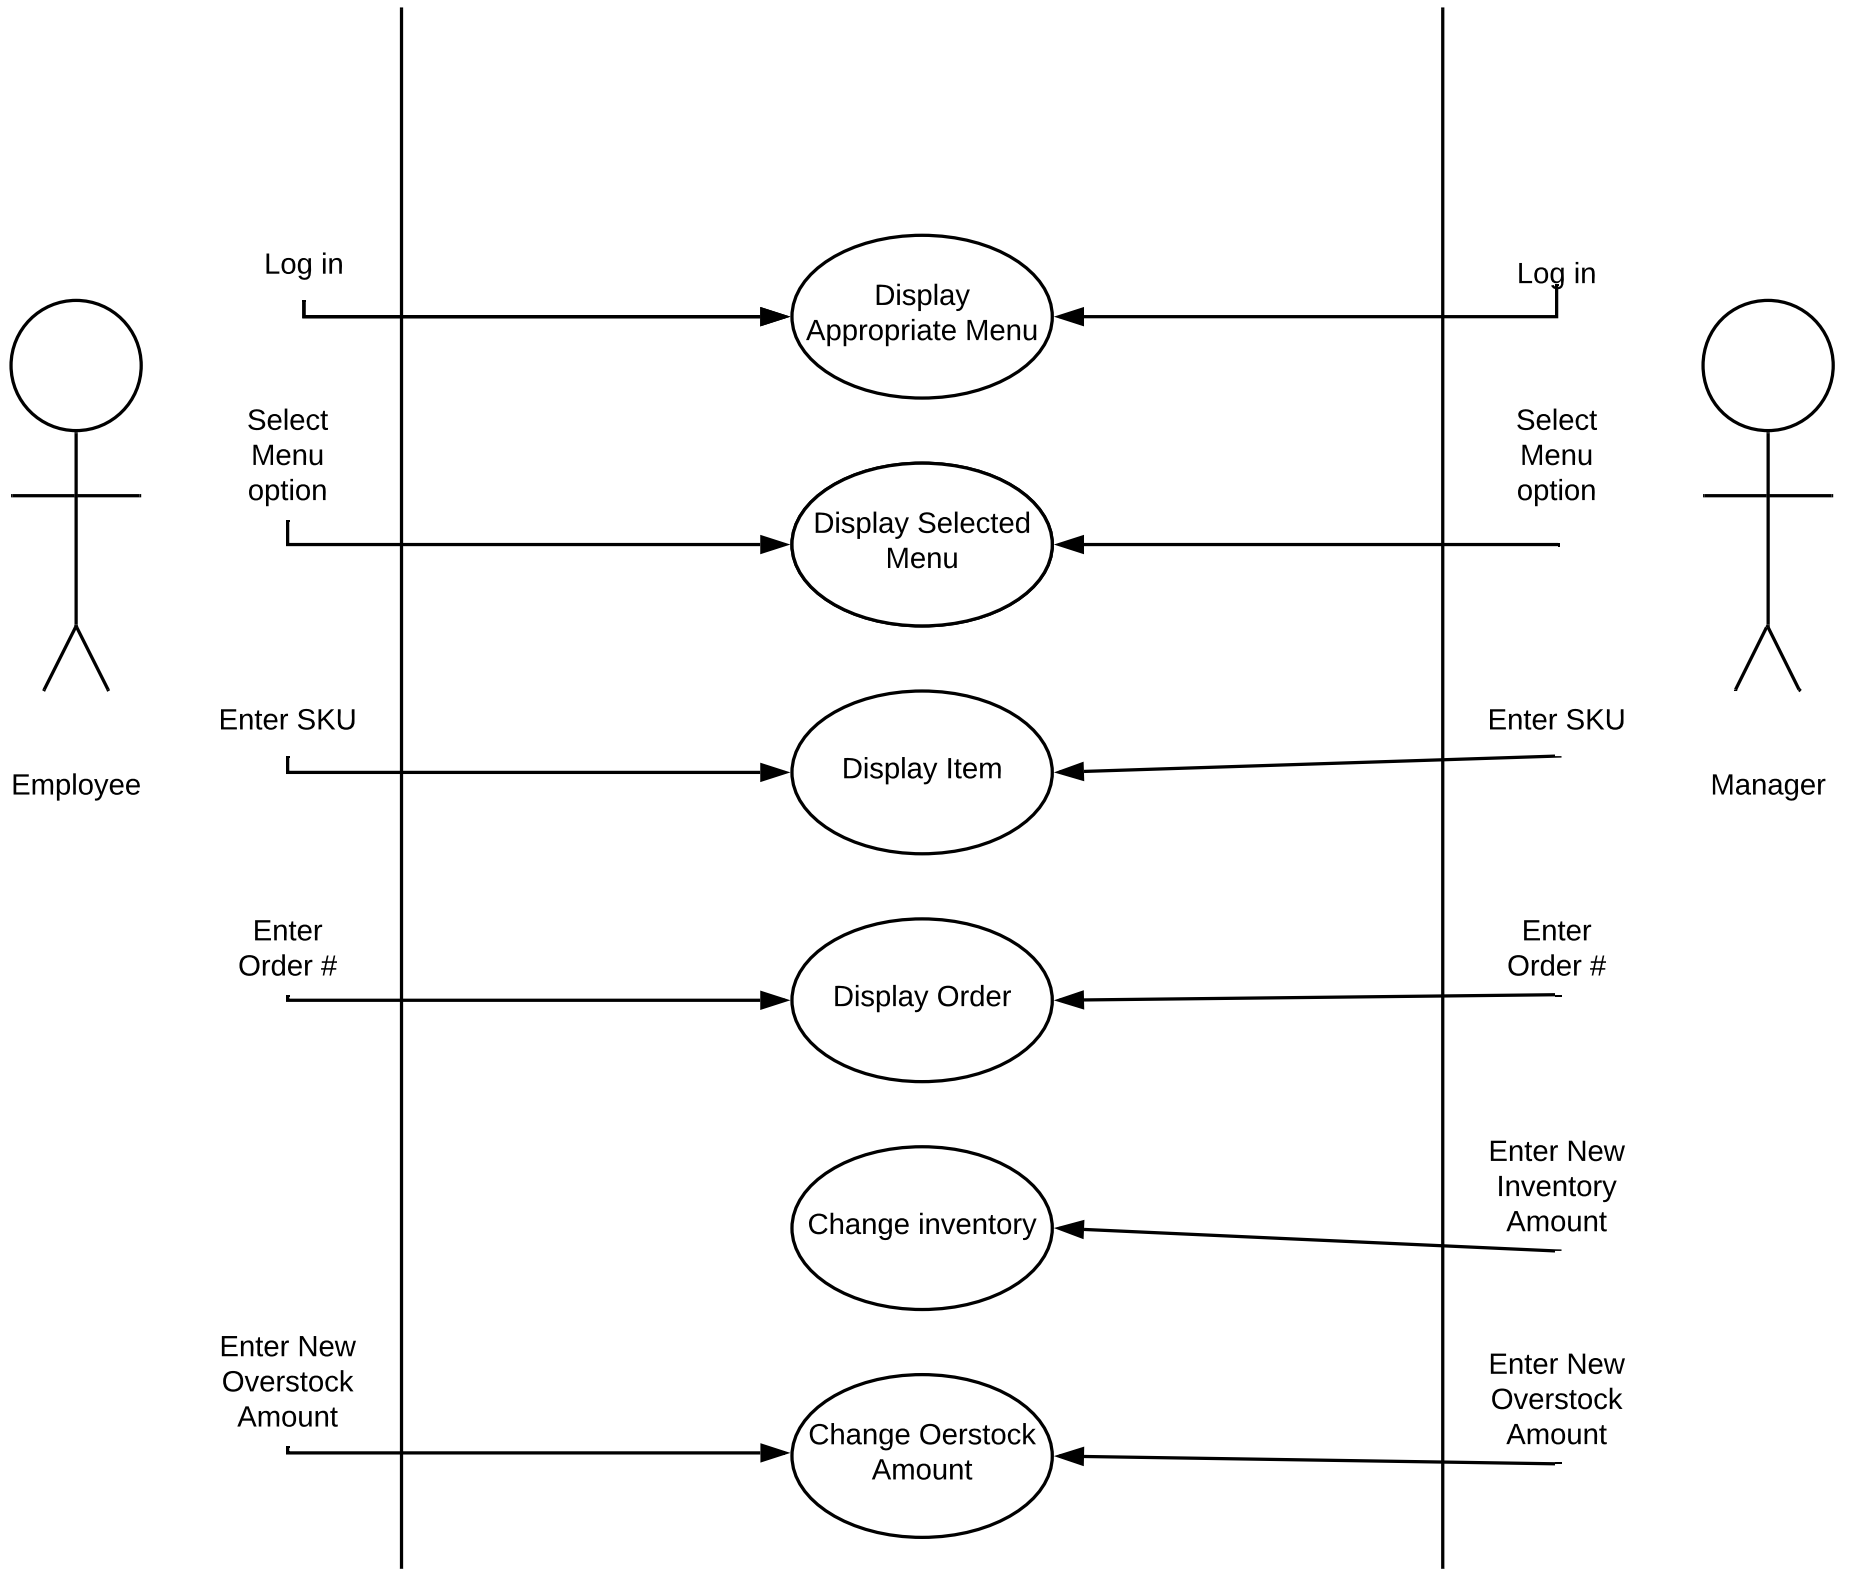 Log in
Display
Appropriate Menu
Log in
Select
Menu
option
Display Selected
Menu
Select
Menu
option
Enter SKU
Display Item
Enter SKU
Employee
Manager
Enter
Order #
Display Order
Enter
Order #
Change inventory
Enter New
Inventory
Amount
Enter New
Overstock
Amount
Change Oerstock
Amount
Enter New
Overstock
Amount